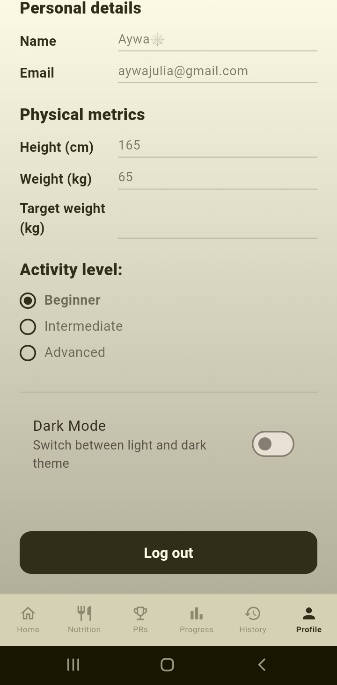 Personal details
Name Aywa☀️
Email aywajulia@gmail.com
Physical metrics
Height (cm) 165
Weight (kg) 65
Target weight
(kg)
Activity level:
Beginner
Intermediate
Advanced
Dark Mode
Switch between light and dark
theme
Log out
Home Nutrition PRs Progress History Profile